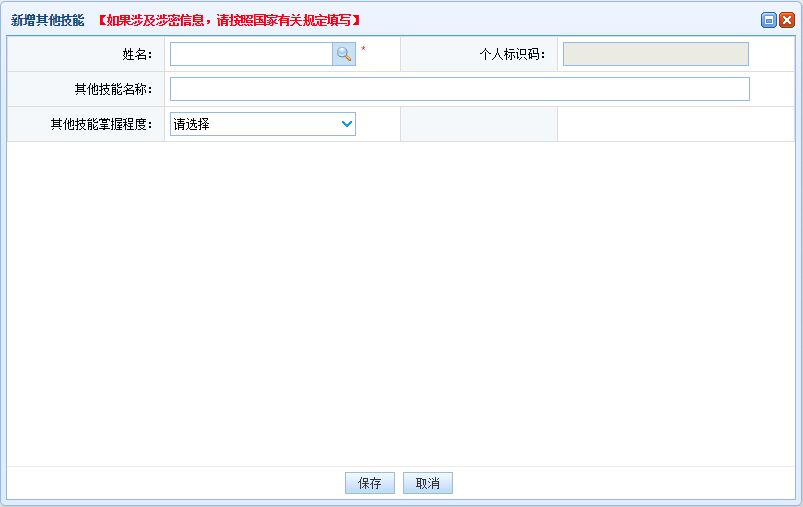 新增其他技能 【如果涉及涉密信息，请按照国家有关规定填写】
姓名： * 个人标识码：
其他技能名称：
其他技能掌握程度： 请选择
保存 取消